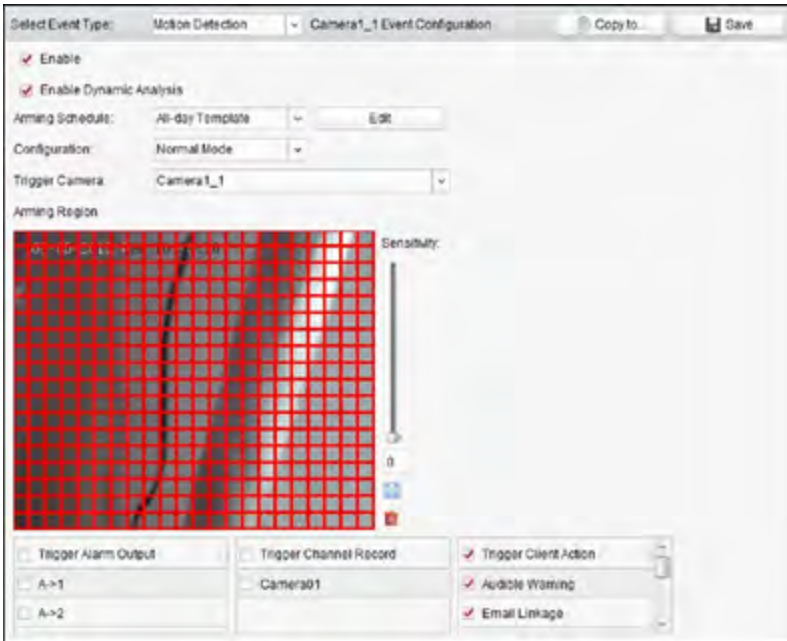 Select Event Type: Motion Detection Camera1_1 Event Configuration Copy to... Save
Enable
Enable Dynamic Analysis
Arming Schedule: All-day Template Edit
Configuration: Normal Mode
Trigger Camera: Camera1_1
Arming Region
Sensitivity:
0
Trigger Alarm Output Trigger Channel Record Trigger Client Action
A->1 Camera01 Audible Warning
A->2 Email Linkage